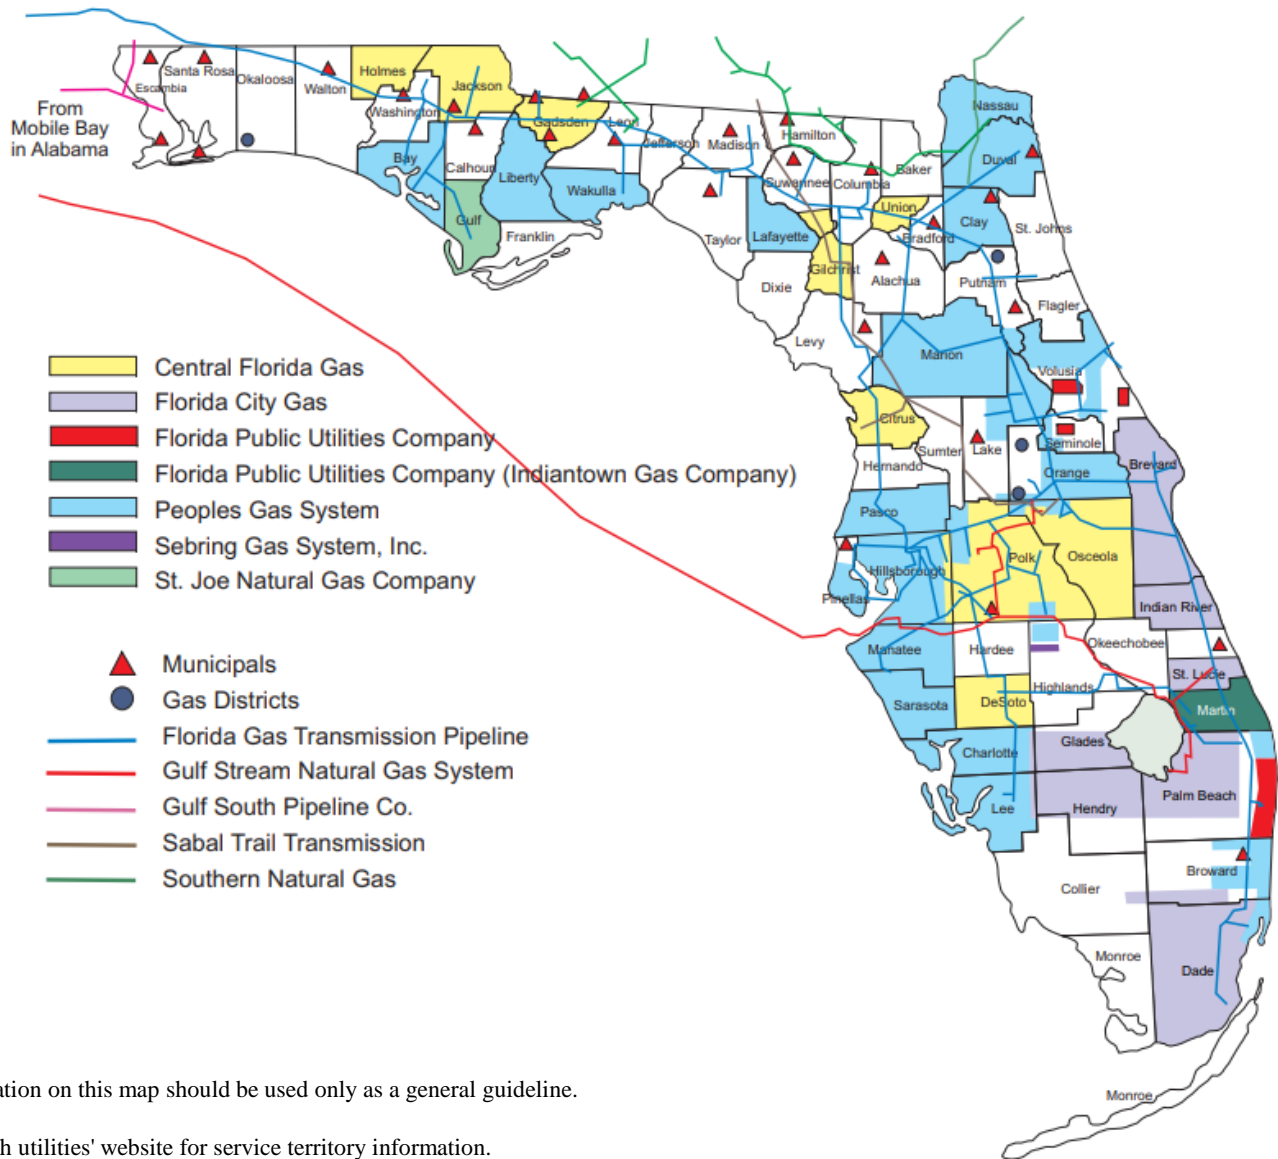 Nassau
Santa Rosa
Holmes
Okaloosa
Jackson
Escambia
Walton
From
Mobile Bay
in Alabama
Washington
Gadsden
Leon
Hamilton
Jefferson
Madison
Duval
Bay
Calhoun
Liberty
Suwannee
Columbia
Baker
Wakulla
Union
Gulf
Franklin
Taylor
Lafayette
Bradford
Clay
St. Johns
Gilchrist
Alachua
Dixie
Putnam
Flagler
Levy
Marion
Volusia
Central Florida Gas
Florida City Gas
Florida Public Utilities Company
Florida Public Utilities Company (Indiantown Gas Company)
Peoples Gas System
Sebring Gas System, Inc.
St. Joe Natural Gas Company
Citrus
Sumter
Lake
Seminole
Hernando
Orange
Brevard
Pasco
Polk
Osceola
Hillsborough
Pinellas
Indian River
Manatee
Hardee
Okeechobee
St. Lucie
Highlands
Sarasota
DeSoto
Martin
Charlotte
Glades
Lee
Hendry
Palm Beach
Broward
Collier
Monroe
Dade
Monroe
Municipals
Gas Districts
Florida Gas Transmission Pipeline
Gulf Stream Natural Gas System
Gulf South Pipeline Co.
Sabal Trail Transmission
Southern Natural Gas
ation on this map should be used only as a general guideline.
h utilities' website for service territory information.